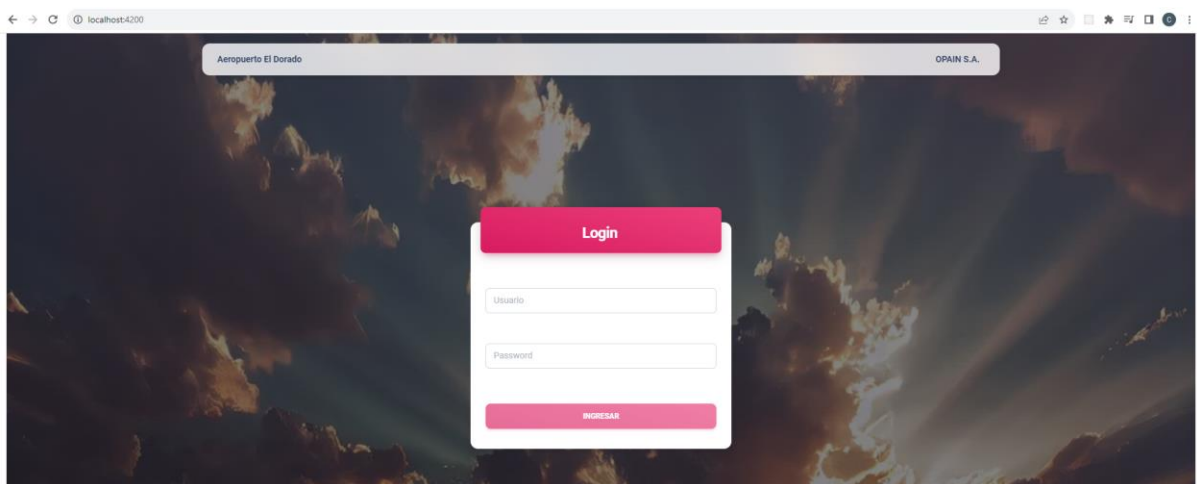 localhost:4200
C
Aeropuerto El Dorado
OPAIN S.A.
Login
Usuario
Password
INGRESAR